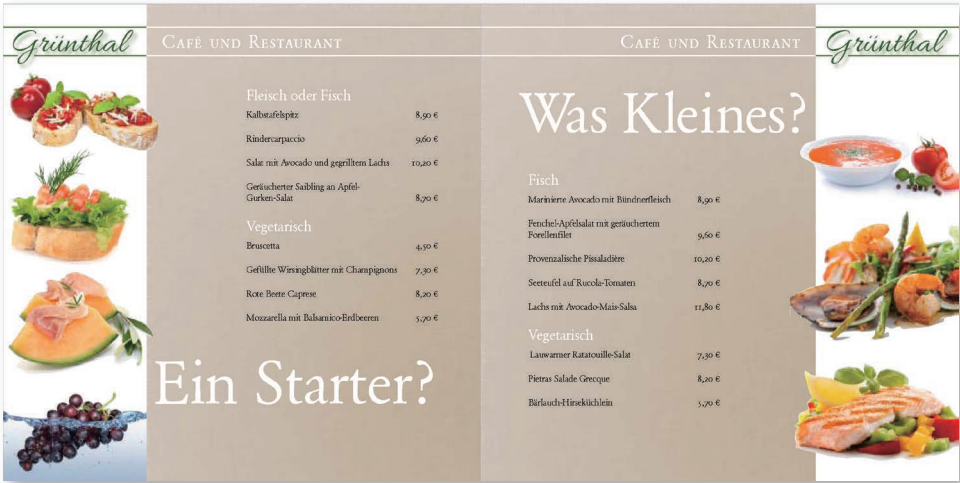 Grünthal
CAFÉ UND RESTAURANT
Fleisch oder Fisch
Kalbstafelspitz 8,90 €
Rindercarpaccio 9,60 €
Salat mit Avocado und gegrilltem Lachs 10,20 €
Geräucherter Saibling an Apfel-
Gurken-Salat 8,70 €
Vegetarisch
Bruscetta 4,50 €
Gefüllte Wirsingblätter mit Champignons 7,30 €
Rote Beete Caprese 8,20 €
Mozzarella mit Balsamico-Erdbeeren 5,70 €
Ein Starter?
CAFÉ UND RESTAURANT
Grünthal
Was Kleines?
Fisch
Marinierte Avocado mit Bündnerfleisch 8,90 €
Fenchel-Apfelsalat mit geräuchertem
Forellenfilet 9,60 €
Provenzalische Pissaladière 10,20 €
Seeteufel auf Rucola-Tomaten 8,70 €
Lachs mit Avocado-Mais-Salsa 11,80 €
Vegetarisch
Lauwarmer Ratatouille-Salat 7,30 €
Pietras Salade Grecque 8,20 €
Bärlauch-Hirseküchlein 5,70 €